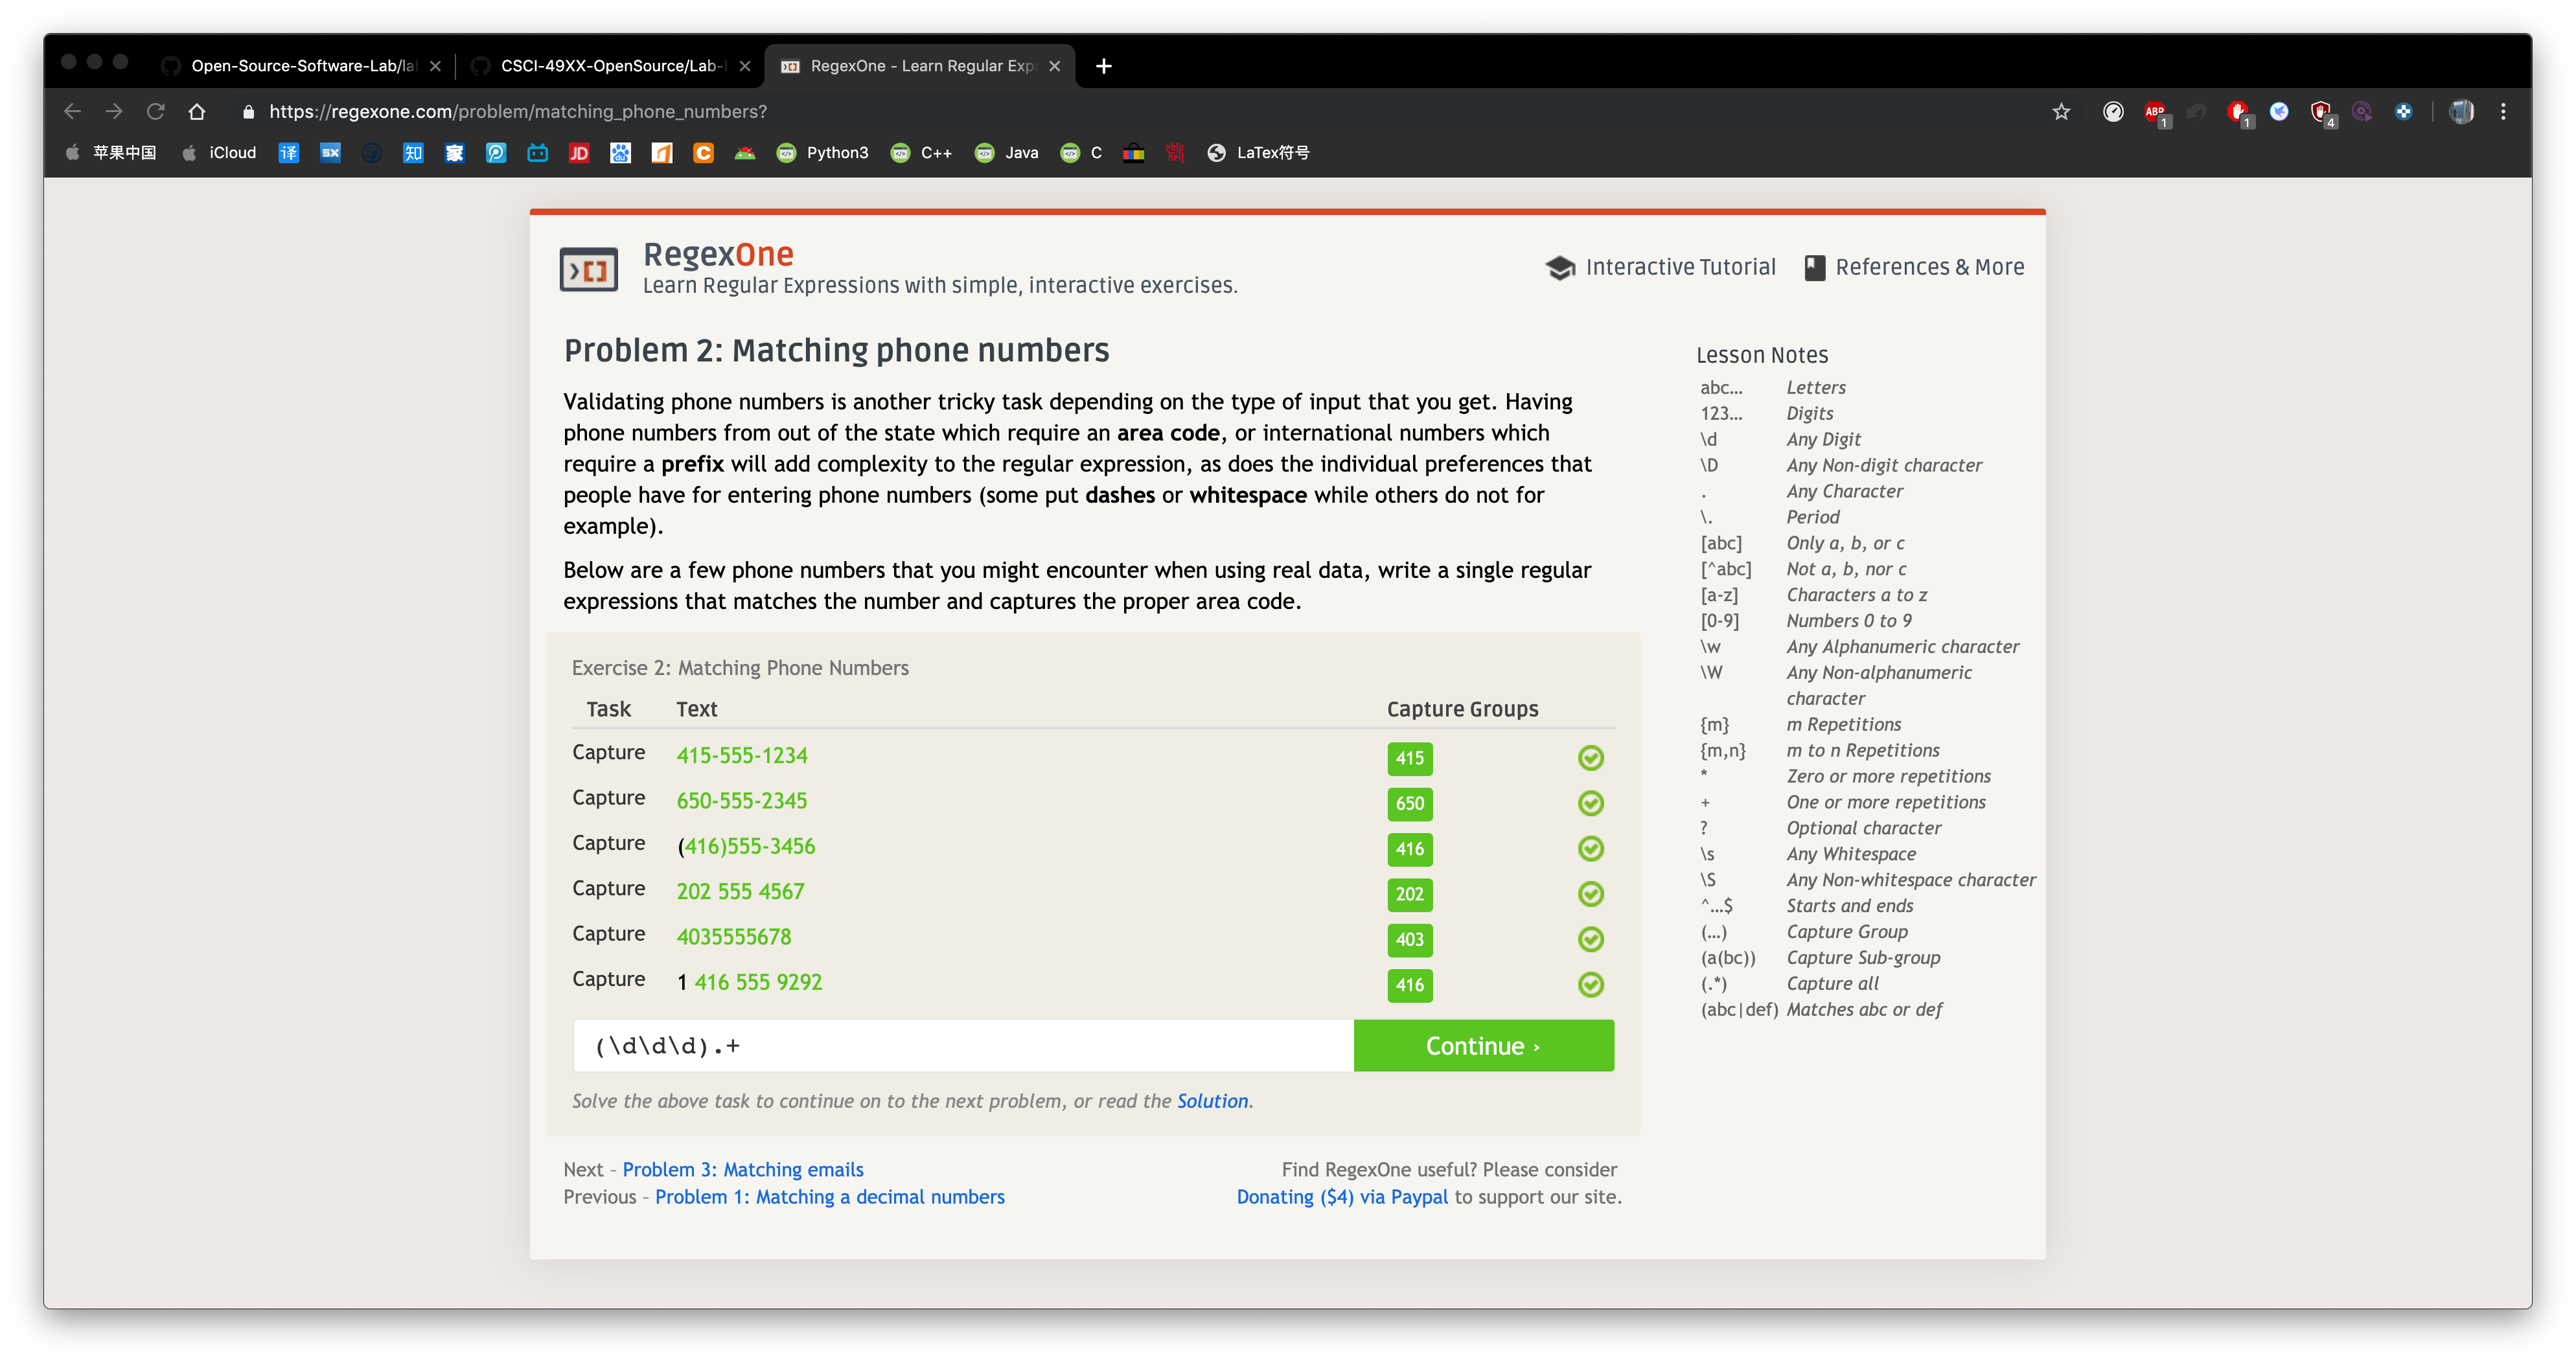 Open-Source-Software-Lab/la
CSCI-49XX-OpenSource/Lab-
RegexOne - Learn Regular Exp
https://regexone.com/problem/matching_phone_numbers?
ABP 1 1 4
苹果中国 iCloud 译 知 家 JD Python3 C++ Java C LaTex符号
RegexOne
Learn Regular Expressions with simple, interactive exercises.
Interactive Tutorial References & More
Problem 2: Matching phone numbers
Validating phone numbers is another tricky task depending on the type of input that you get. Having
phone numbers from out of the state which require an area code, or international numbers which
require a prefix will add complexity to the regular expression, as does the individual preferences that
people have for entering phone numbers (some put dashes or whitespace while others do not for
example).
Below are a few phone numbers that you might encounter when using real data, write a single regular
expressions that matches the number and captures the proper area code.
Exercise 2: Matching Phone Numbers
Task Text Capture Groups
Capture 415-555-1234 415
Capture 650-555-2345 650
Capture (416)555-3456 416
Capture 202 555 4567 202
Capture 4035555678 403
Capture 1 416 555 9292 416
(\d\d\d).+ Continue ›
Solve the above task to continue on to the next problem, or read the Solution.
Next – Problem 3: Matching emails
Previous – Problem 1: Matching a decimal numbers
Find RegexOne useful? Please consider
Donating ($4) via Paypal to support our site.
Lesson Notes
abc… Letters
123… Digits
\d Any Digit
\D Any Non-digit character
. Any Character
\. Period
[abc] Only a, b, or c
[^abc] Not a, b, nor c
[a-z] Characters a to z
[0-9] Numbers 0 to 9
\w Any Alphanumeric character
\W Any Non-alphanumeric
character
{m} m Repetitions
{m,n} m to n Repetitions
* Zero or more repetitions
+ One or more repetitions
? Optional character
\s Any Whitespace
\S Any Non-whitespace character
^…$ Starts and ends
(…) Capture Group
(a(bc)) Capture Sub-group
(.*) Capture all
(abc|def) Matches abc or def